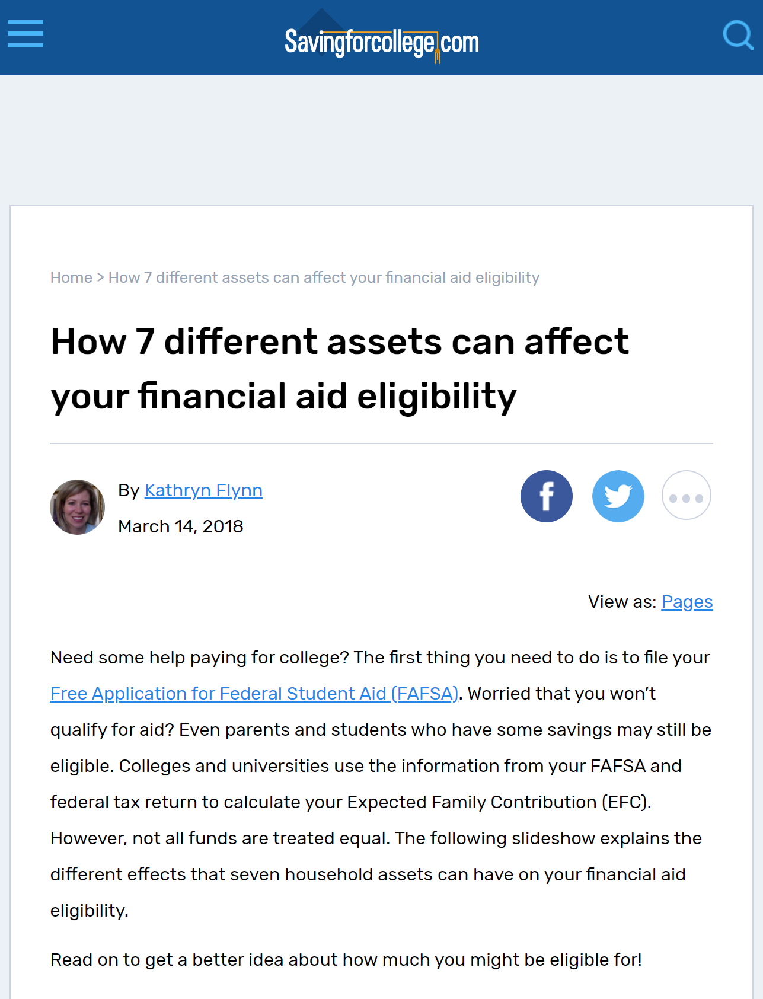 Savingforcollege.com
Home > How 7 different assets can affect your financial aid eligibility
How 7 different assets can affect
your financial aid eligibility
By Kathryn Flynn
March 14, 2018
View as: Pages
Need some help paying for college? The first thing you need to do is to file your
Free Application for Federal Student Aid (FAFSA). Worried that you won’t
qualify for aid? Even parents and students who have some savings may still be
eligible. Colleges and universities use the information from your FAFSA and
federal tax return to calculate your Expected Family Contribution (EFC).
However, not all funds are treated equal. The following slideshow explains the
different effects that seven household assets can have on your financial aid
eligibility.
Read on to get a better idea about how much you might be eligible for!